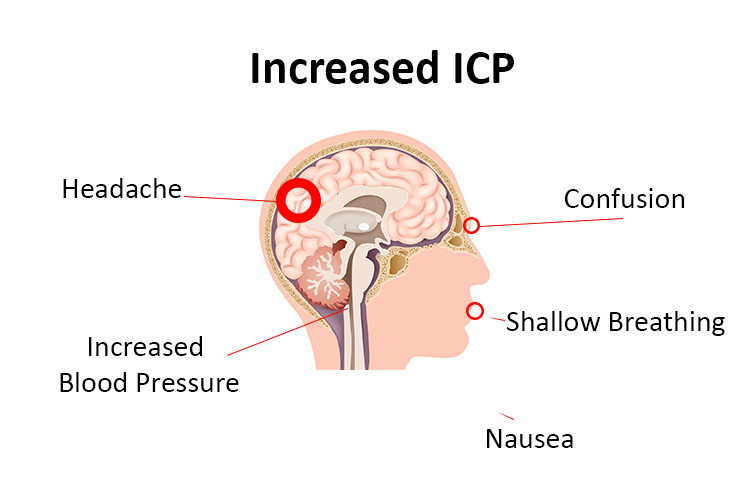 Increased ICP
Headache
Confusion
Shallow Breathing
Increased
Blood Pressure
Nausea